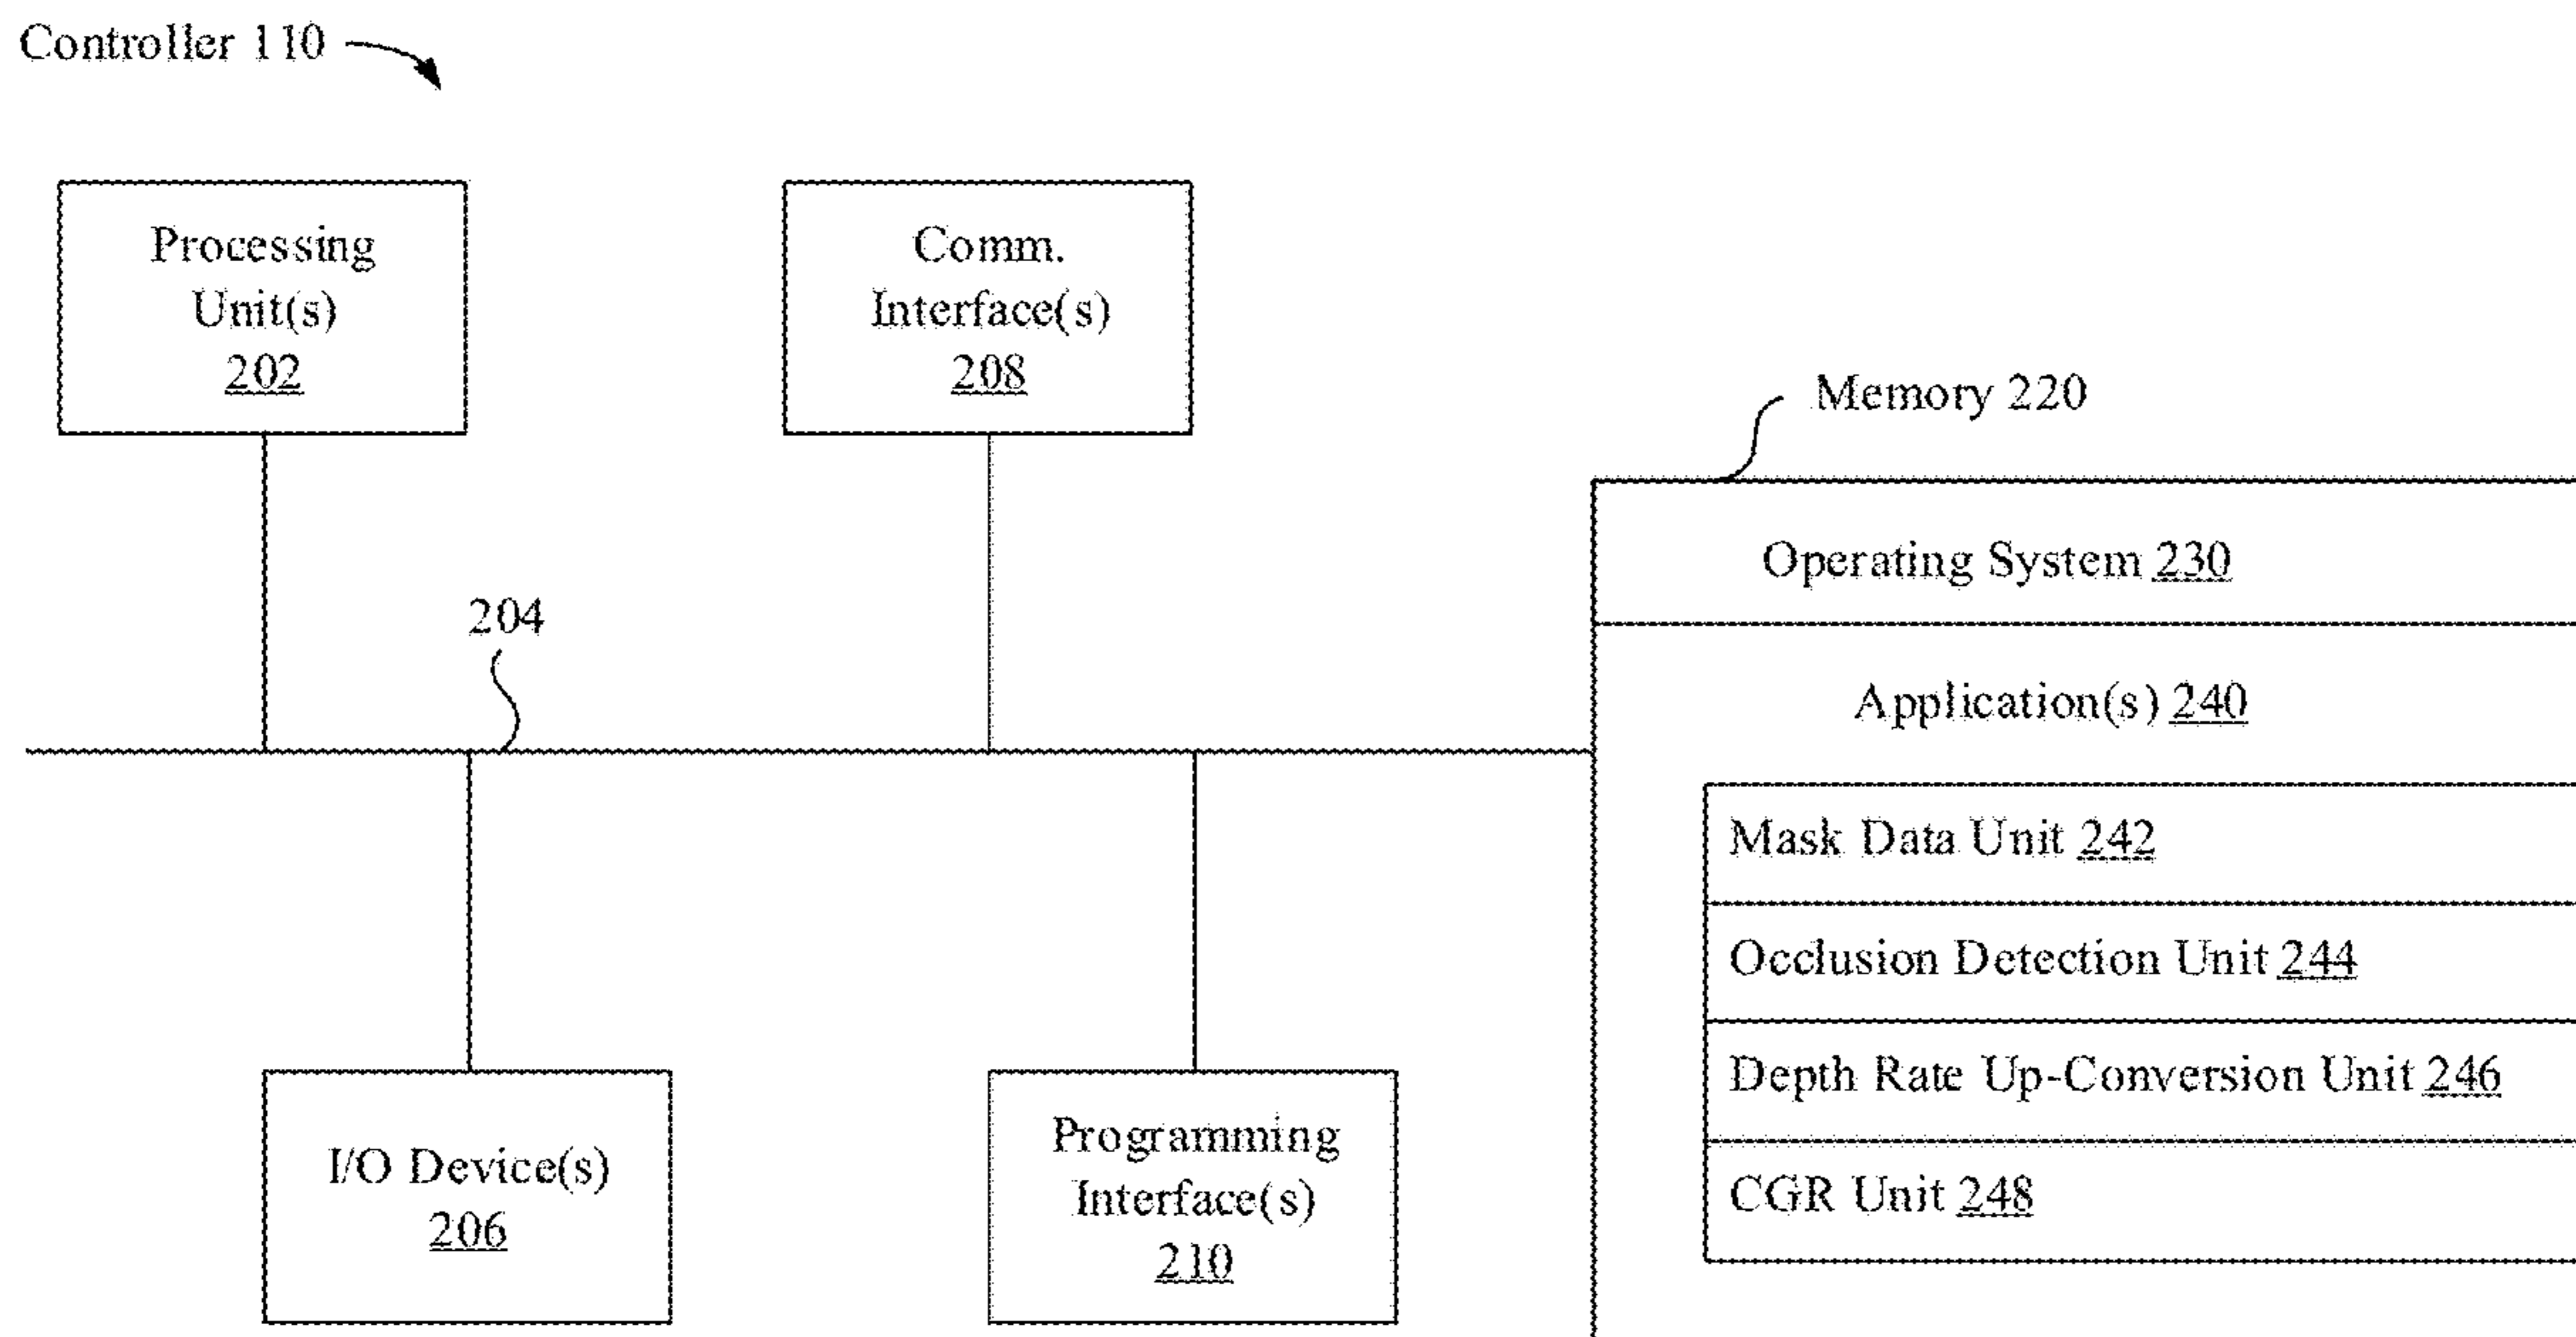 Controller 110
Processing
Unit(s)
202
Comm.
Interface(s)
208
Memory 220
Operating System 230
204
Application(s) 240
Mask Data Unit 242
Occlusion Detection Unit 244
Depth Rate Up-Conversion Unit 246
CGR Unit 248
I/O Device(s)
206
Programming
Interface(s)
210